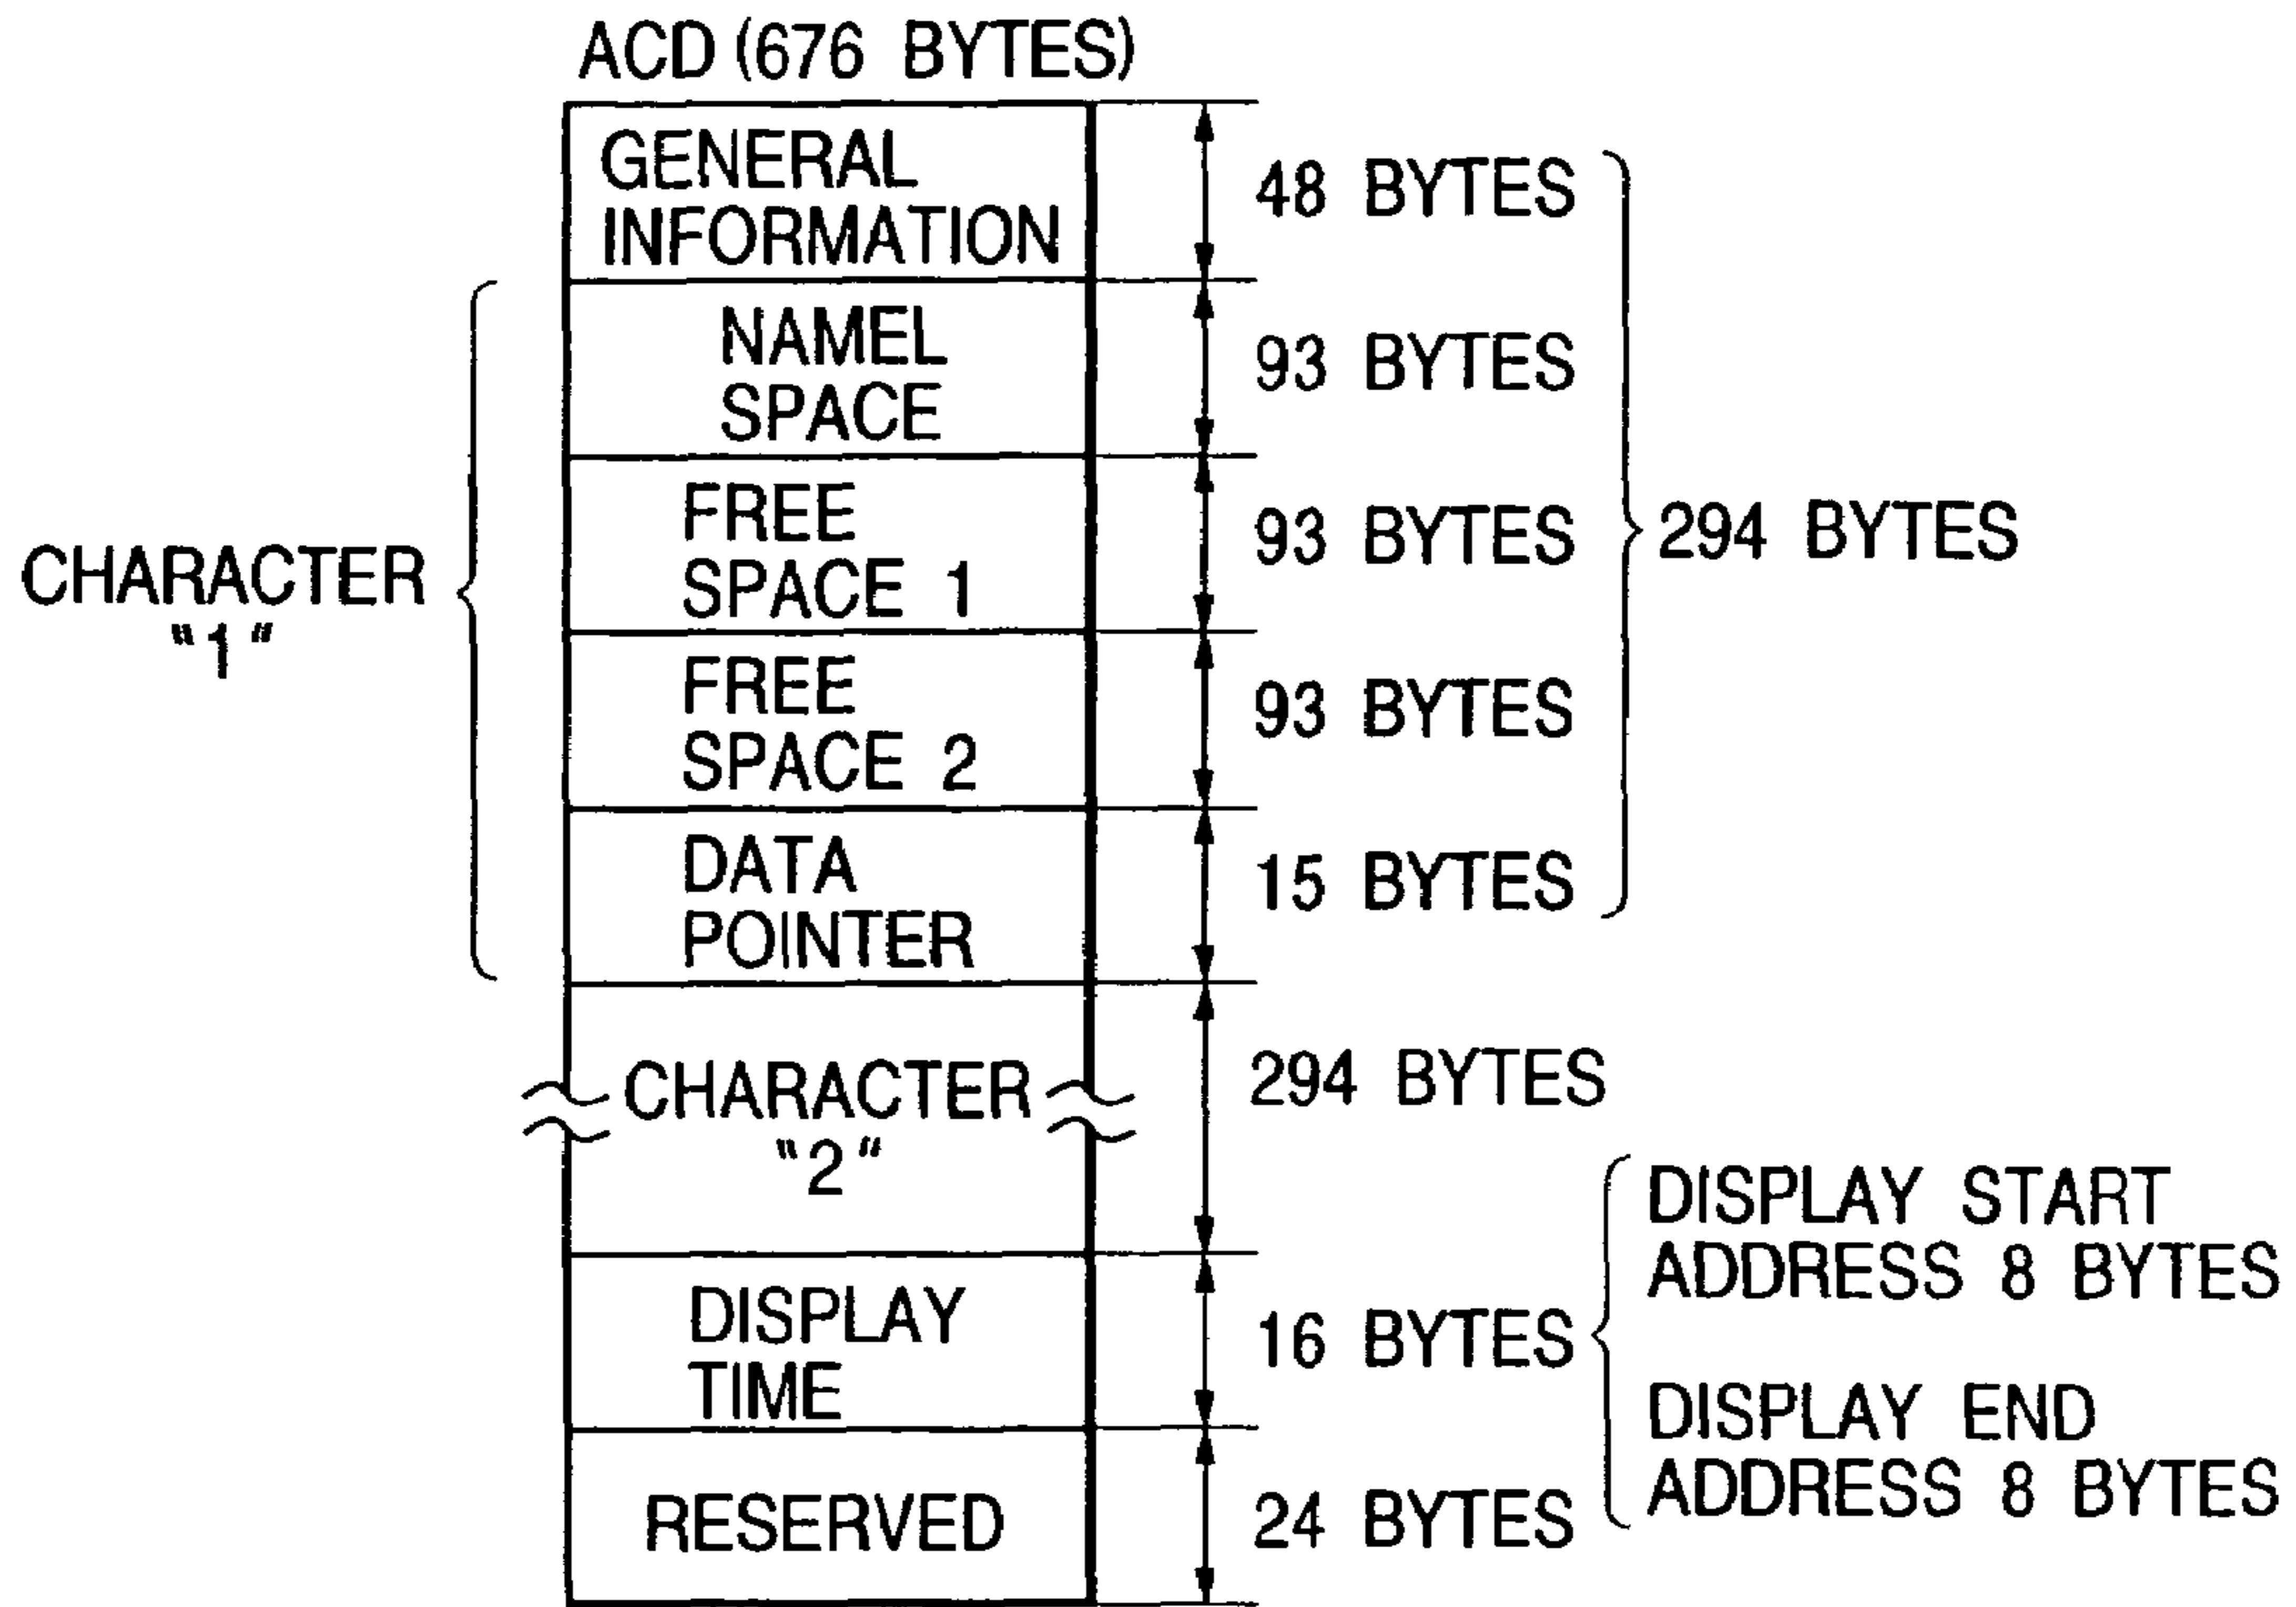 ACD (676 BYTES)
GENERAL
INFORMATION
48 BYTES
NAMEL
SPACE
93 BYTES
FREE
SPACE 1
93 BYTES
294 BYTES
CHARACTER
"1"
FREE
SPACE 2
93 BYTES
DATA
POINTER
15 BYTES
CHARACTER
"2"
294 BYTES
DISPLAY
TIME
16 BYTES
DISPLAY START
ADDRESS 8 BYTES
DISPLAY END
ADDRESS 8 BYTES
RESERVED
24 BYTES